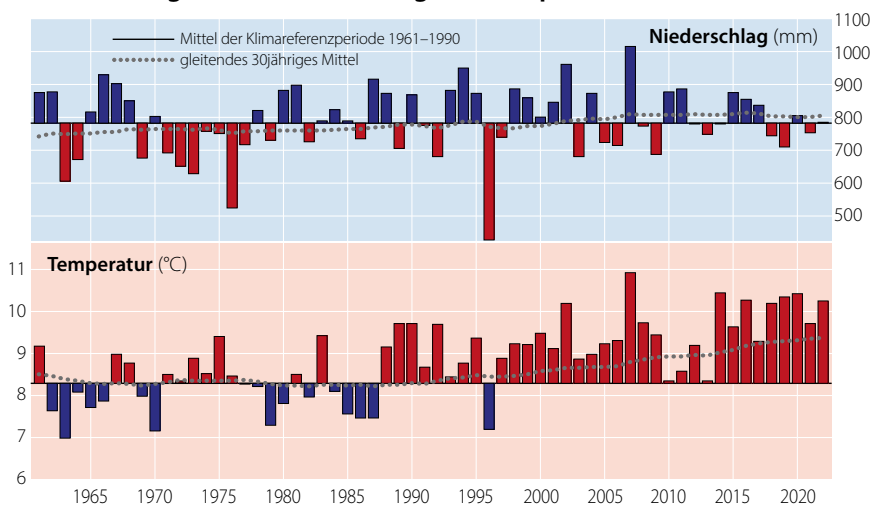 1100
Mittel der Klimareferenzperiode 1961–1990
Niederschlag (mm)
gleitendes 30jähriges Mittel
1000
900
800
700
600
500
Temperatur (°C)
11
10
9
8
7
6
1965 1970 1975 1980 1985 1990 1995 2000 2005 2010 2015 2020